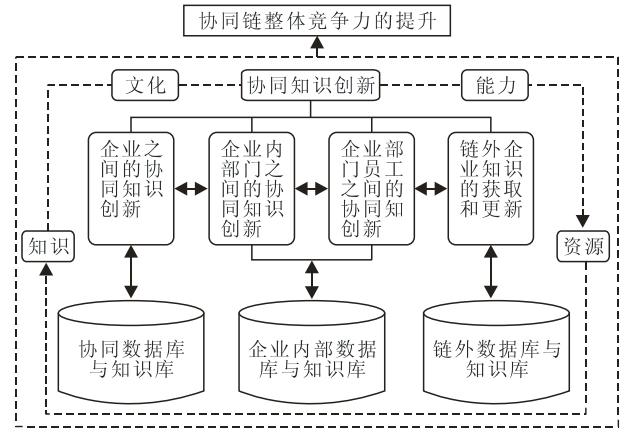 协同链整体竞争力的提升
文化
协同知识创新
能力
企业之
间的协
同知识
创新
企业内
部门之
间的协
同知识
创新
企业部
门员工
之间的
协同知识
创新
链外企
业知识
的获取
和更新
知识
资源
协同数据库
与知识库
企业内部数据
库与知识库
链外数据库与
知识库